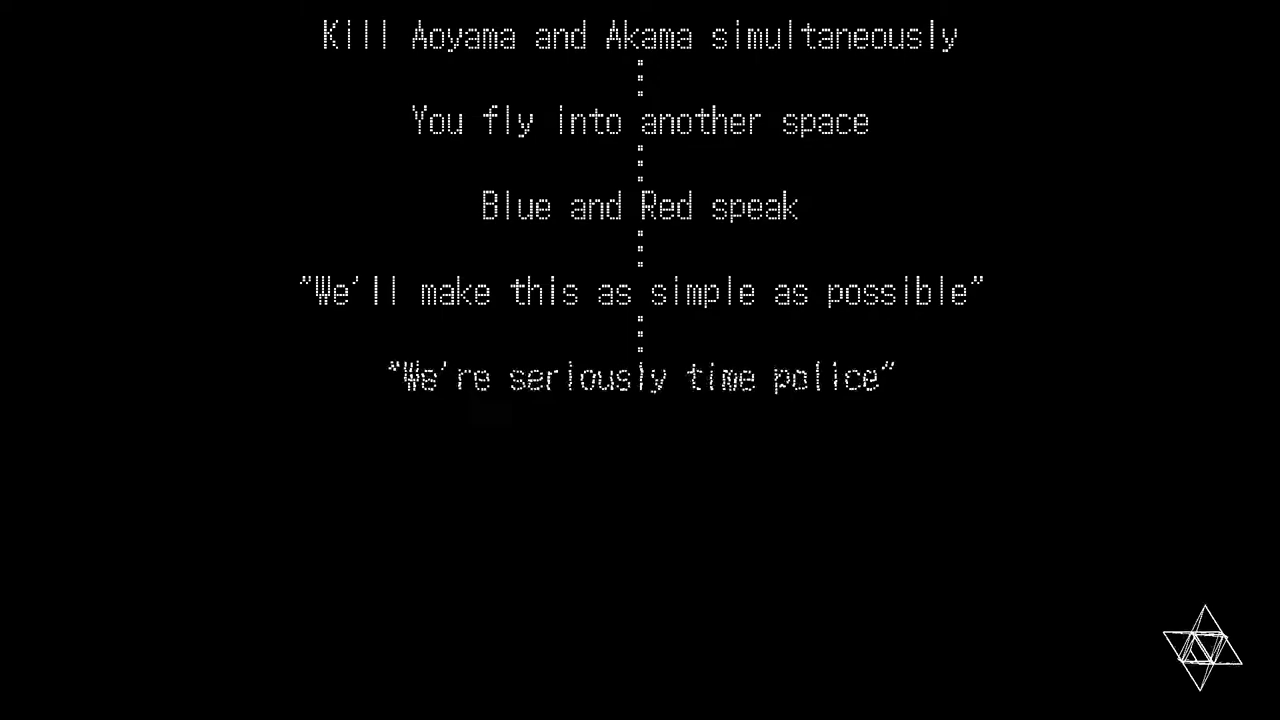 Kill Aoyama and Akama simultaneously
You fly into another space
Blue and Red speak
"We'll make this as simple as possible"
"We're seriously time police"